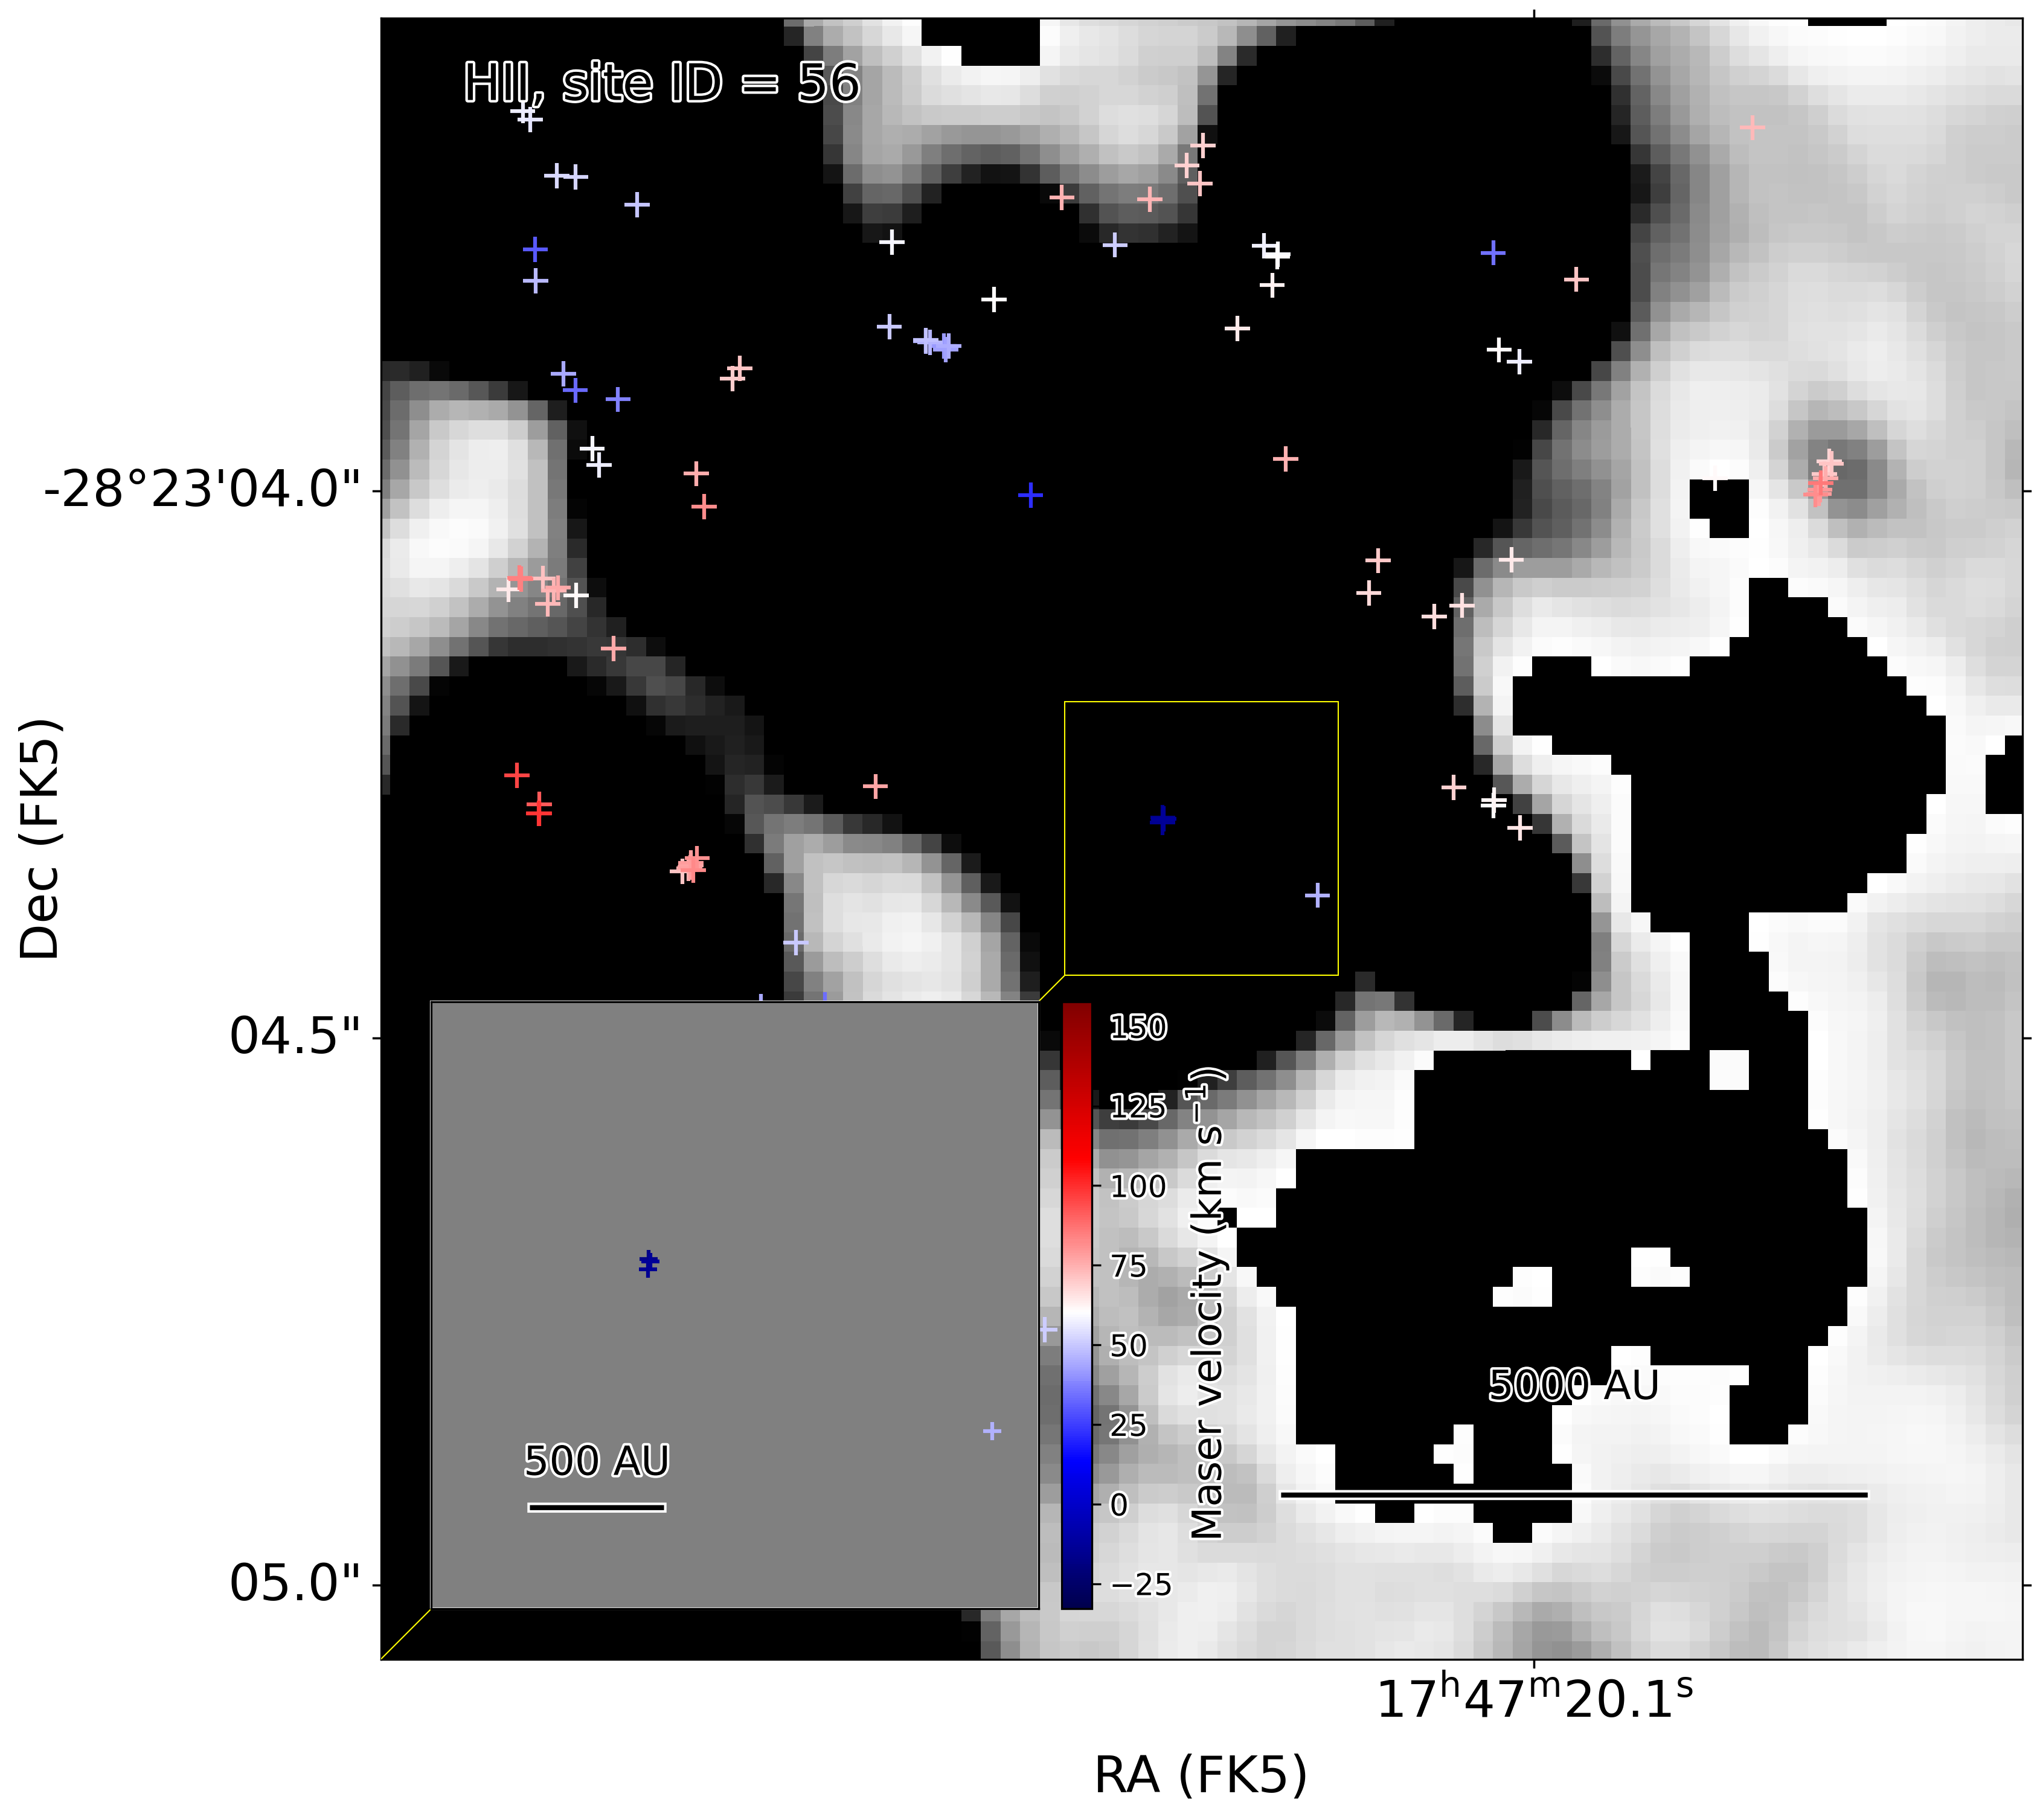 HII, site ID = 56
-28°23'04.0"
04.5"
05.0"
Dec (FK5)
RA (FK5)
17ʰ47ᵐ20.1ˢ
500 AU
5000 AU
150
125
100
75
50
25
0
−25
Maser velocity (km s⁻¹)